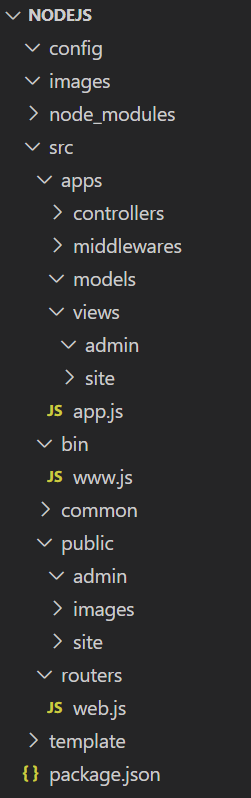 NODEJS
config
images
node_modules
src
apps
controllers
middlewares
models
views
admin
site
JS app.js
bin
JS www.js
common
public
admin
images
site
routers
JS web.js
template
{ } package.json